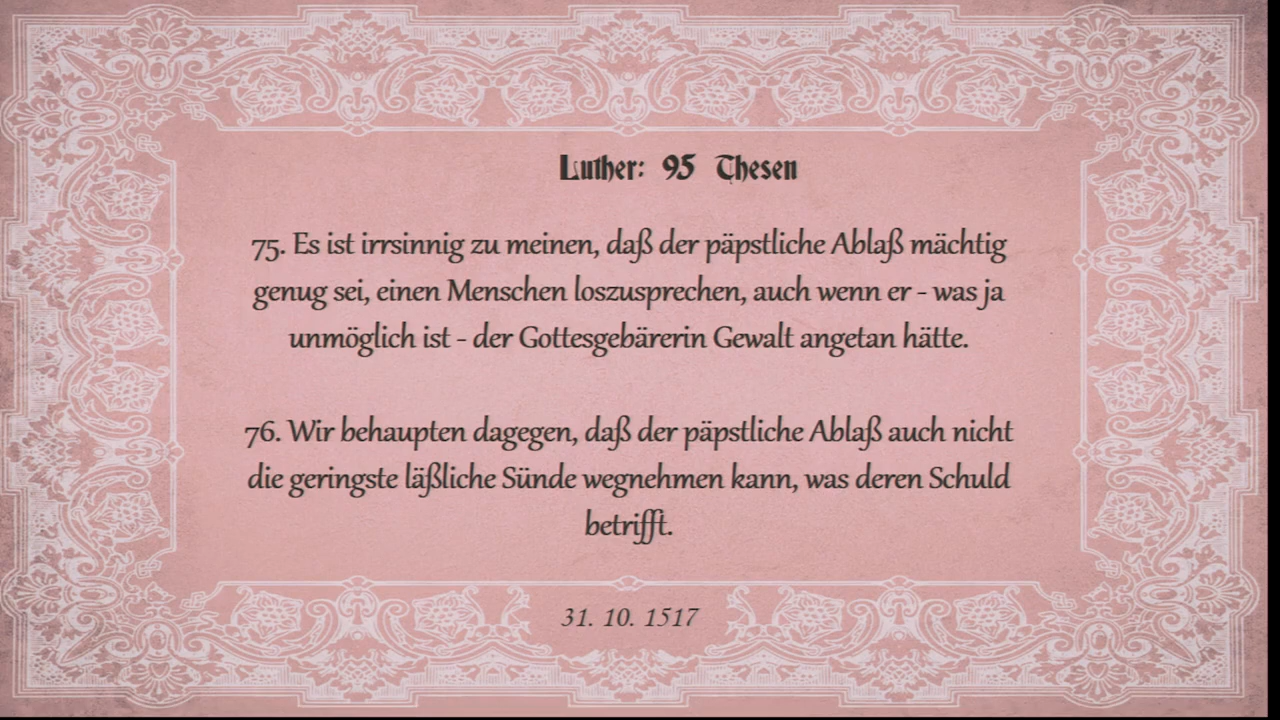 Luther: 95 Thesen
75. Es ist irrsinnig zu meinen, daß der päpstliche Ablaß mächtig
genug sei, einen Menschen loszusprechen, auch wenn er - was ja
unmöglich ist - der Gottesgebärerin Gewalt angetan hätte.
76. Wir behaupten dagegen, daß der päpstliche Ablaß auch nicht
die geringste läßliche Sünde wegnehmen kann, was deren Schuld
betrifft.
31. 10. 1517